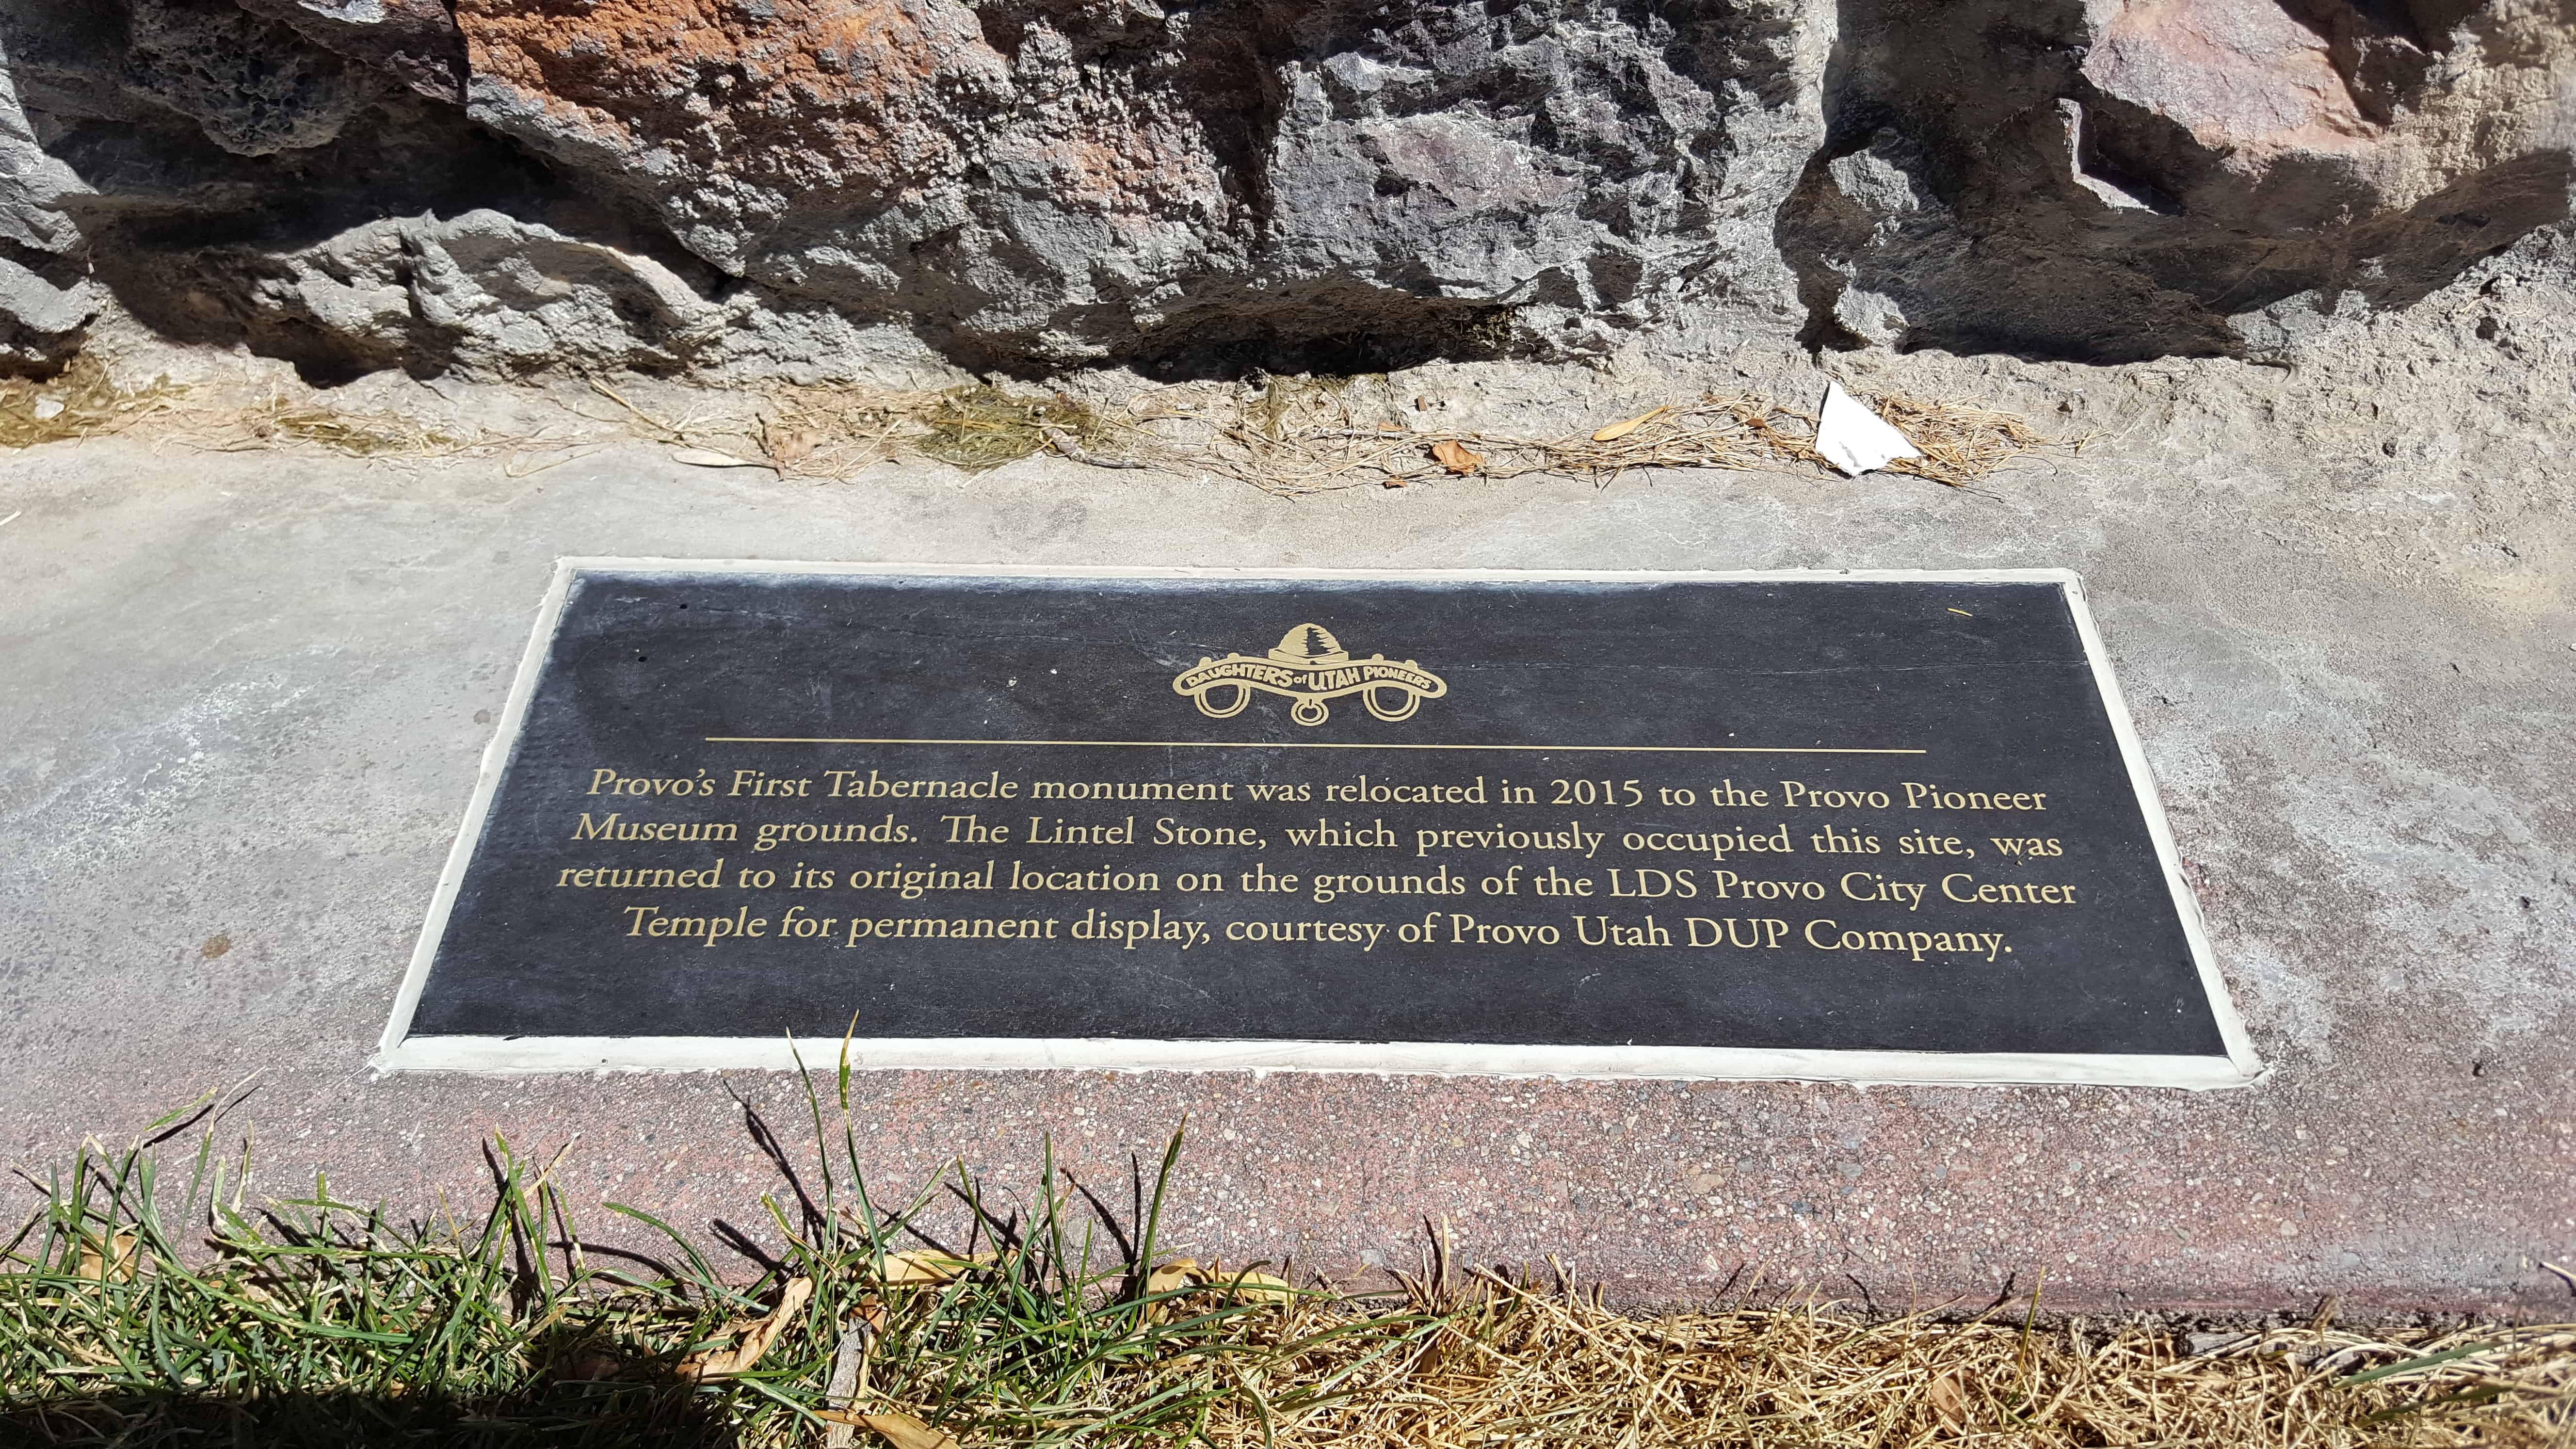 DAUGHTERS of UTAH PIONEERS
Provo's First Tabernacle monument was relocated in 2015 to the Provo Pioneer
Museum grounds. The Lintel Stone, which previously occupied this site, was
returned to its original location on the grounds of the LDS Provo City Center
Temple for permanent display, courtesy of Provo Utah DUP Company.